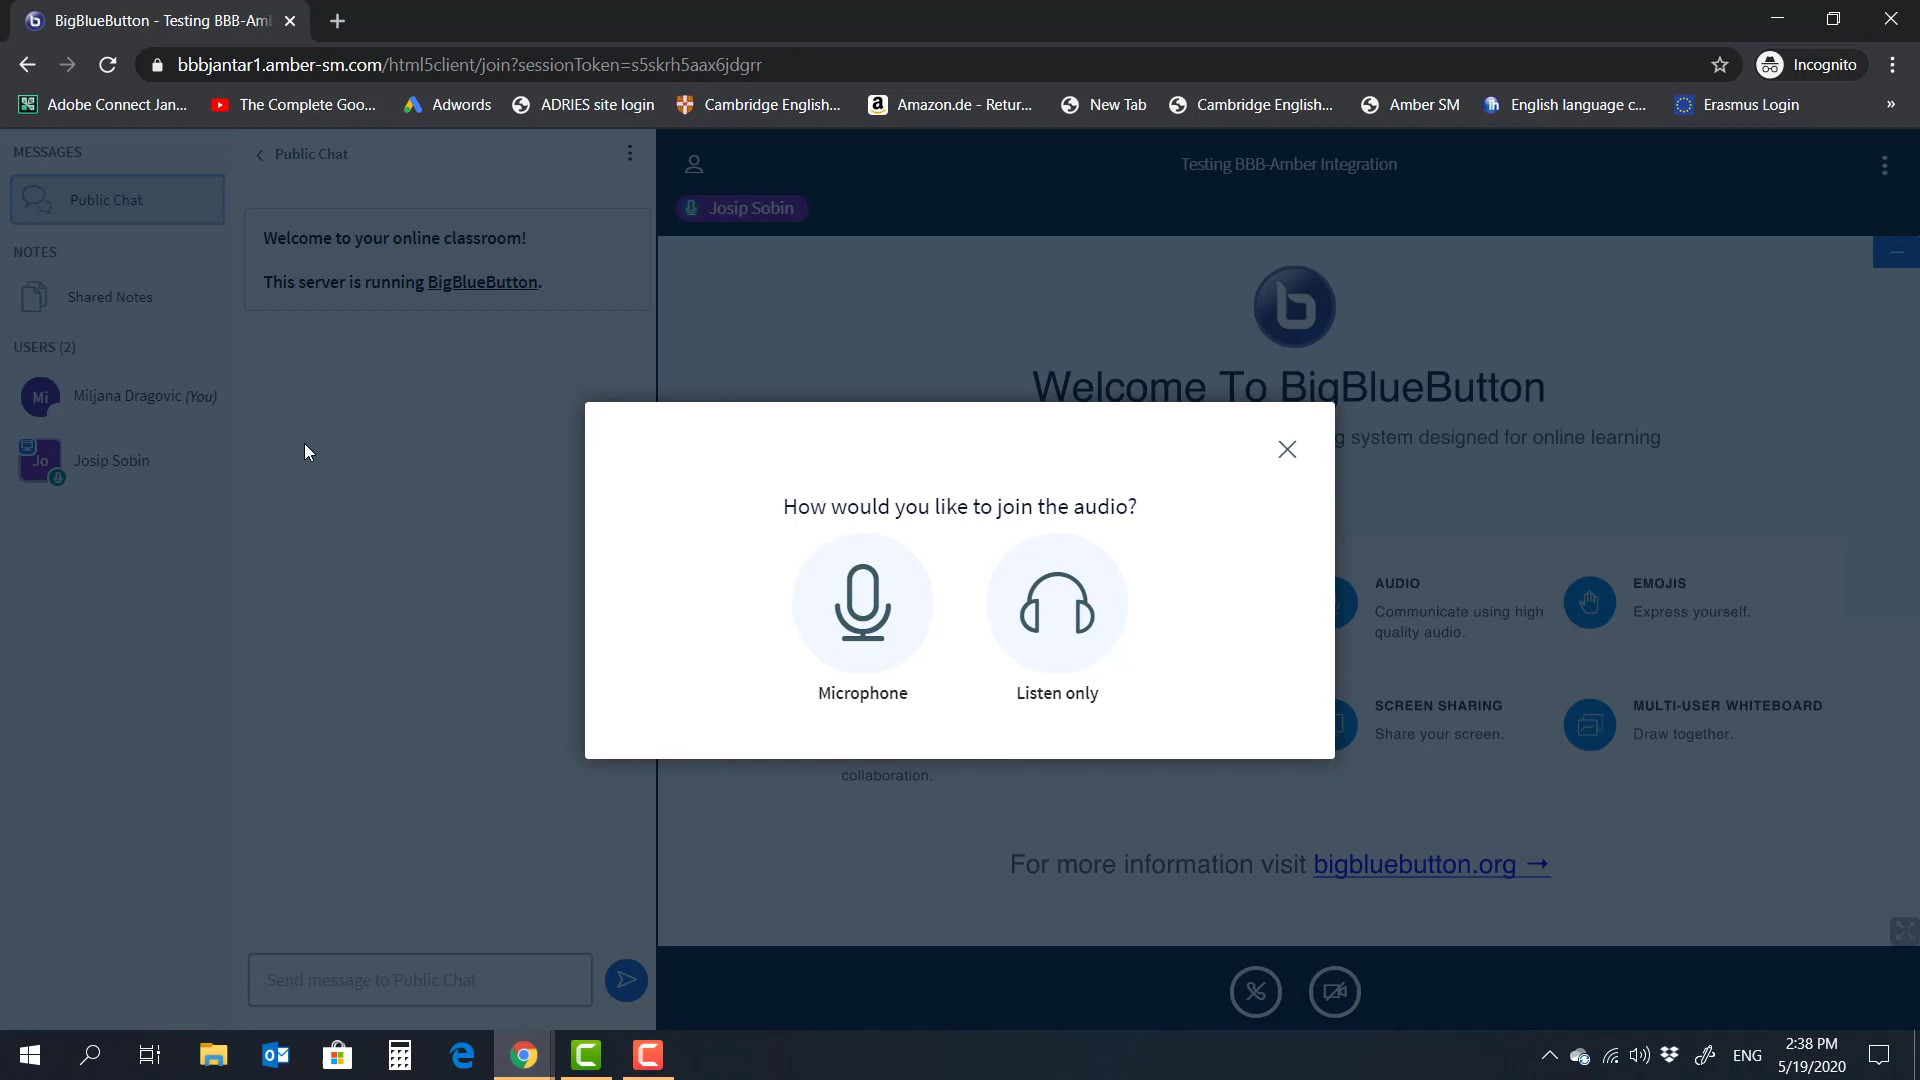 BigBlueButton - Testing BBB-Aml
bbbjantar1.amber-sm.com/html5client/join?sessionToken=s5skrh5aax6jdgrr
Incognito
Adobe Connect Jan...
The Complete Goo...
Adwords
ADRIES site login
Cambridge English...
Amazon.de - Retur...
New Tab
Cambridge English...
Amber SM
English language c...
Erasmus Login
»
MESSAGES
Public Chat
NOTES
Shared Notes
USERS (2)
Mi
Miljana Dragovic (You)
Jo
Josip Sobin
Public Chat
Welcome to your online classroom!
This server is running BigBlueButton.
Send message to Public Chat
Testing BBB-Amber Integration
Josip Sobin
Welcome To BigBlueButton
g system designed for online learning
How would you like to join the audio?
Microphone
Listen only
AUDIO
Communicate using high
quality audio.
EMOJIS
Express yourself.
SCREEN SHARING
Share your screen.
MULTI-USER WHITEBOARD
Draw together.
collaboration.
For more information visit bigbluebutton.org →
ENG
2:38 PM
5/19/2020